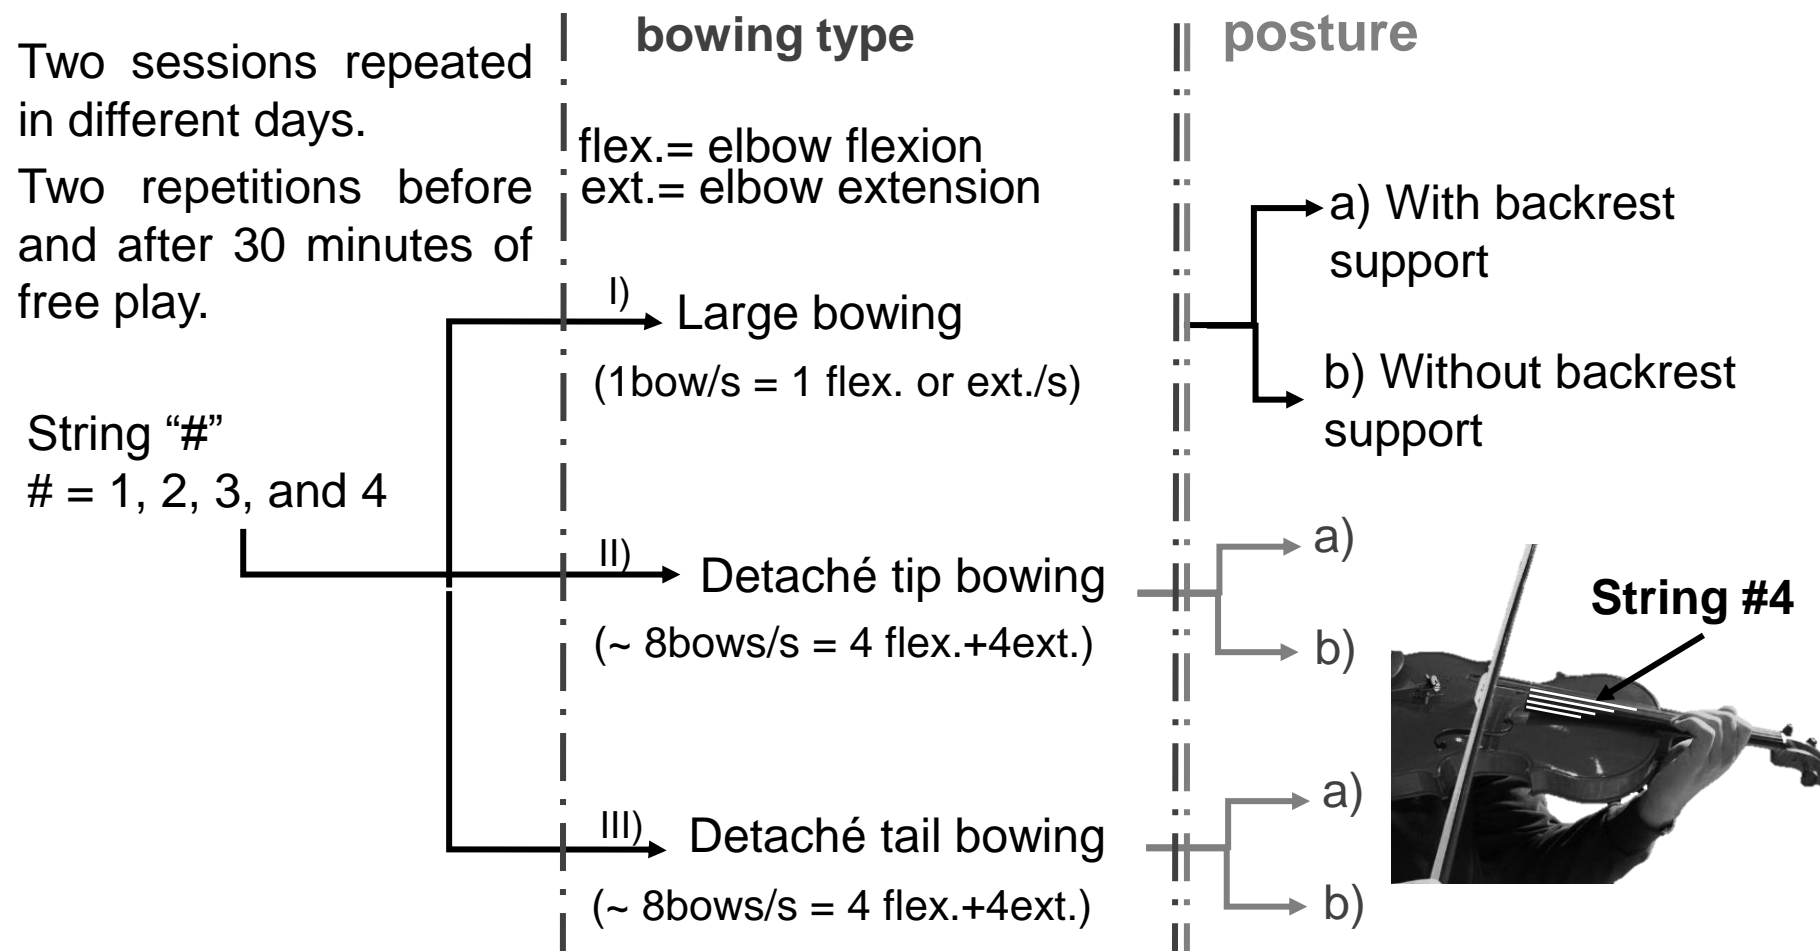 Two sessions repeated
in different days.
Two repetitions before
and after 30 minutes of
free play.
String “#”
# = 1, 2, 3, and 4
bowing type
flex.= elbow flexion
ext.= elbow extension
I)
Large bowing
(1bow/s = 1 flex. or ext./s)
II)
Detaché tip bowing
(~ 8bows/s = 4 flex.+4ext.)
III)
Detaché tail bowing
(~ 8bows/s = 4 flex.+4ext.)
posture
a) With backrest
support
b) Without backrest
support
a)
b)
a)
b)
String #4